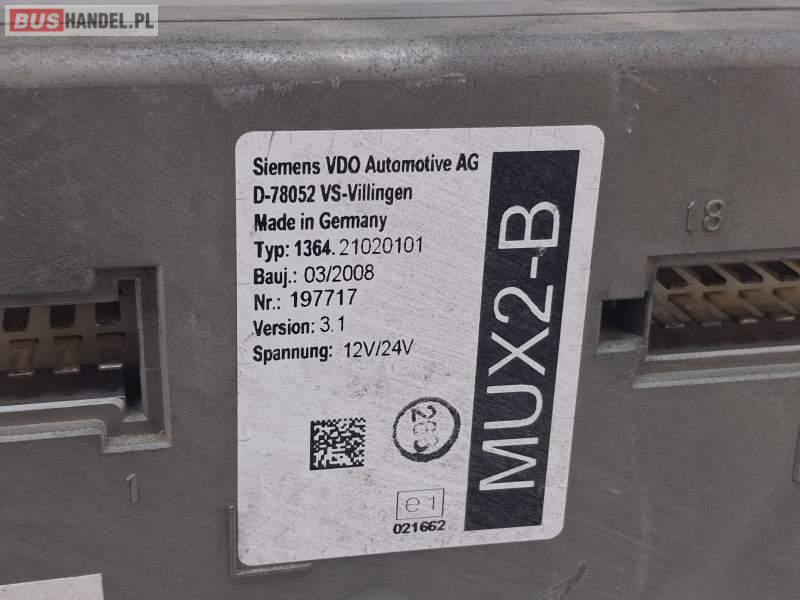 BUSHANDEL.PL
Siemens VDO Automotive AG
D-78052 VS-Villingen
Made in Germany
Typ: 1364.21020101
Bauj.: 03/2008
Nr.: 197717
Version: 3.1
Spannung: 12V/24V
MUX2-B
e1
021662
18
1